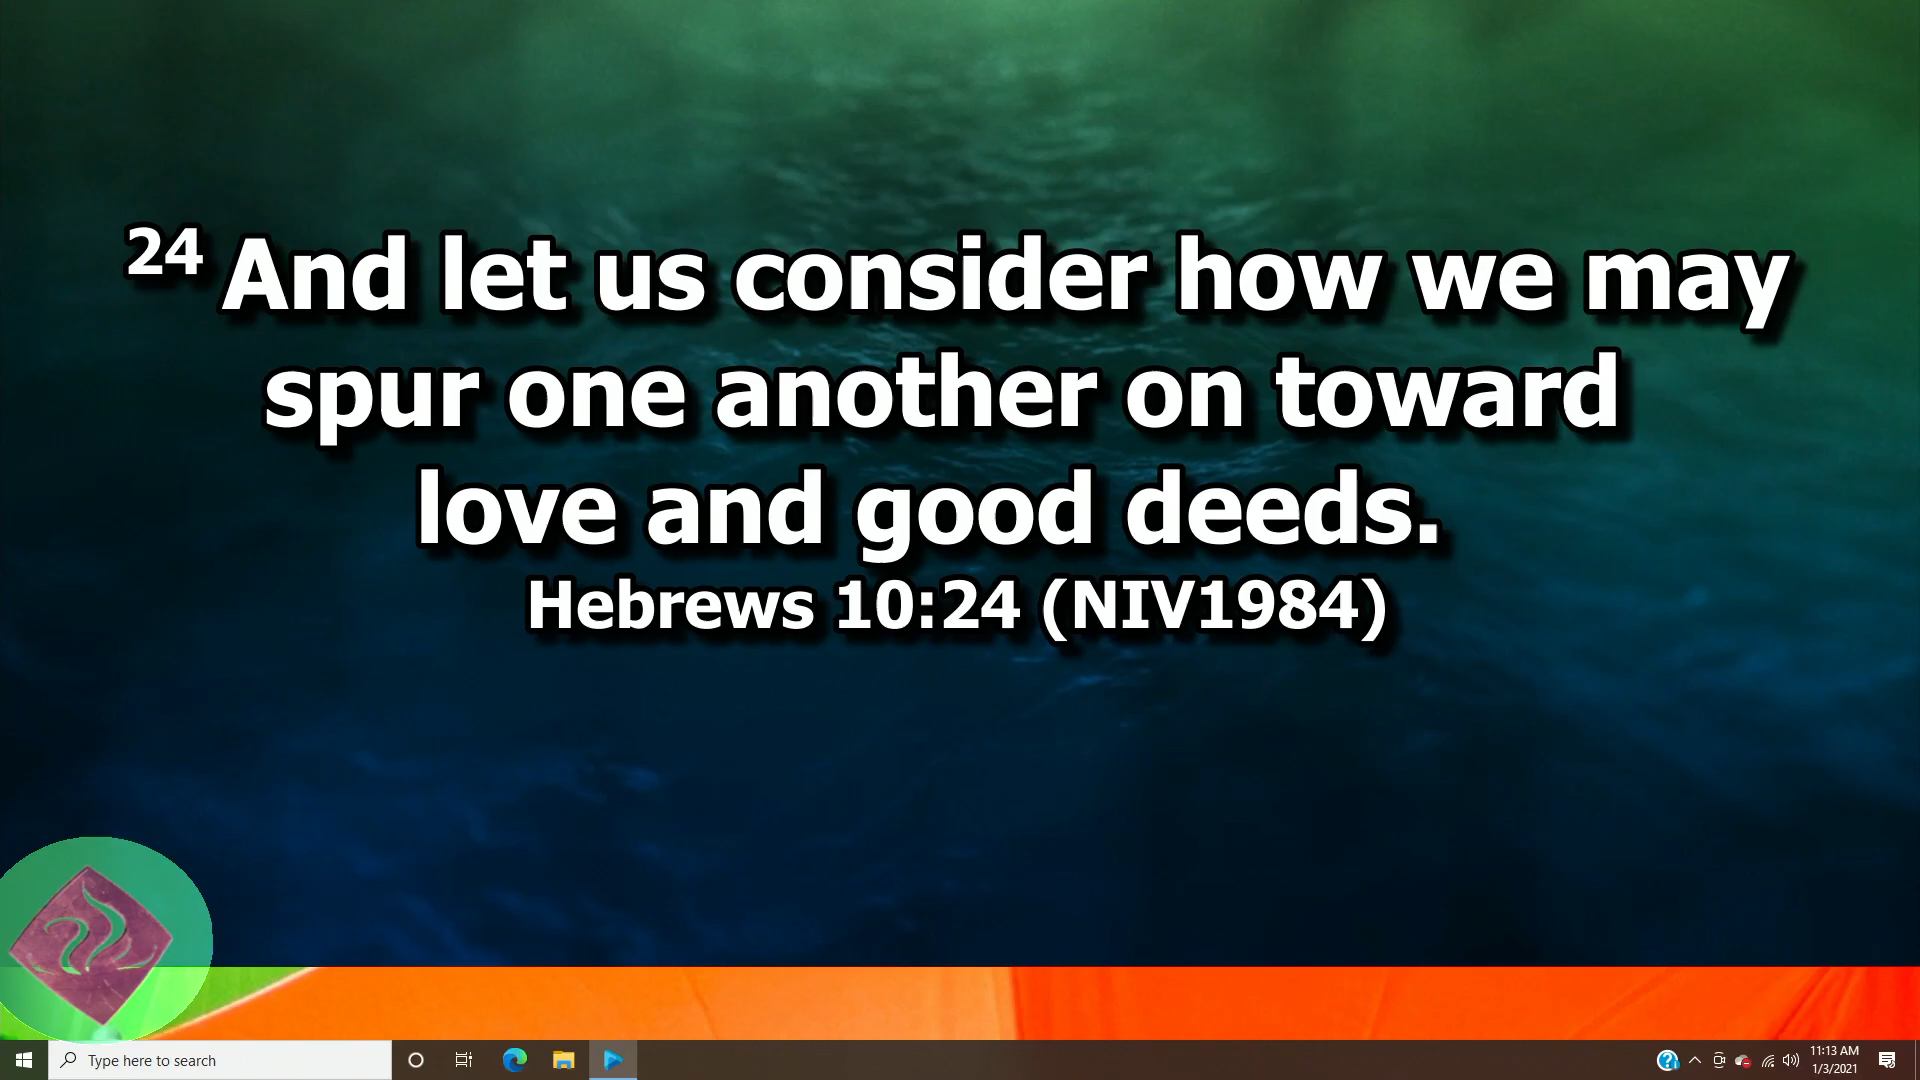 24 And let us consider how we may
spur one another on toward
love and good deeds.
Hebrews 10:24 (NIV1984)
Type here to search
11:13 AM
1/3/2021